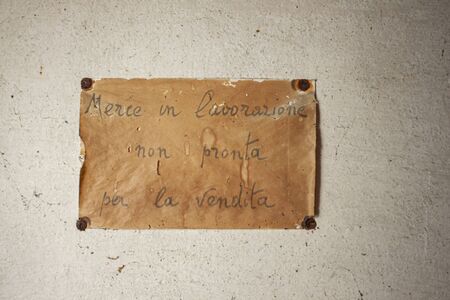 Merce in lavorazione
non pronta
per la vendita